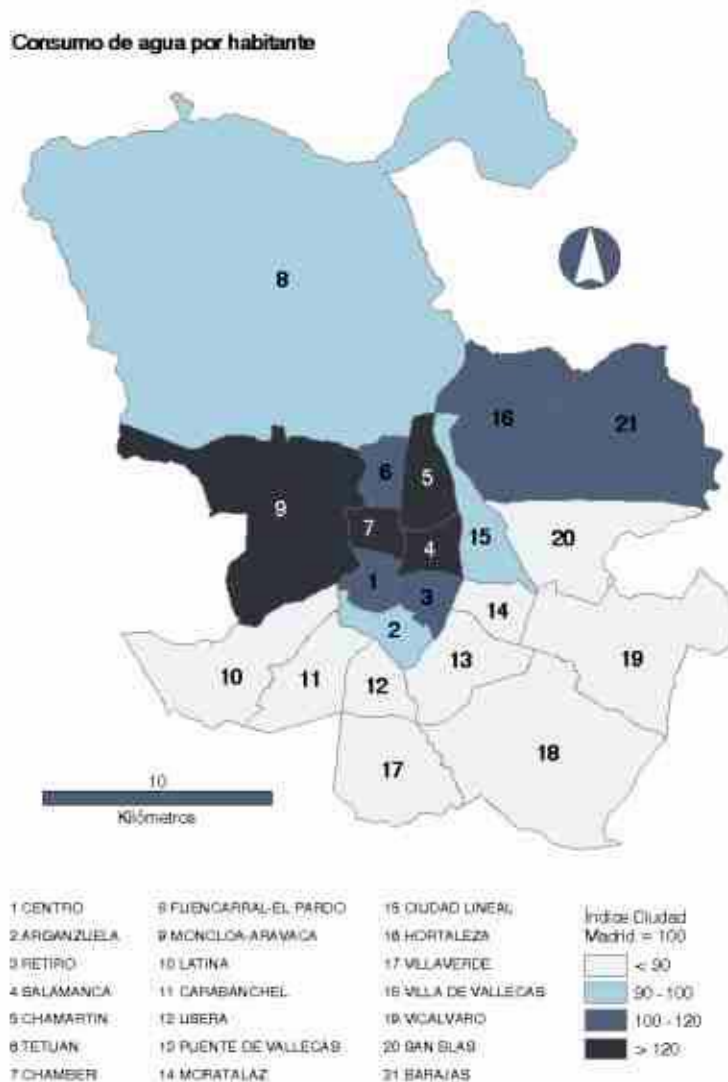 Consumo de agua por habitante
8
16
21
6
5
9
7
4
15
20
1
3
2
14
13
19
10
11
12
17
18
10
Kilómetros
1 CENTRO
2 ARGANZUELA
3 RETIRO
4 SALAMANCA
5 CHAMARTIN
6 TETUAN
7 CHAMBERI
8 FUENCARRAL-EL PARDO
9 MONCLOA-ARAVACA
10 LATINA
11 CARABANCHEL
12 USERA
13 PUENTE DE VALLECAS
14 MORATALAZ
15 CIUDAD LINEAL
16 HORTALEZA
17 VILLAVERDE
18 VILLA DE VALLECAS
19 VICALVARO
20 SAN BLAS
21 BARAJAS
Índice Ciudad
Madrid = 100
< 90
90 - 100
100 - 120
> 120